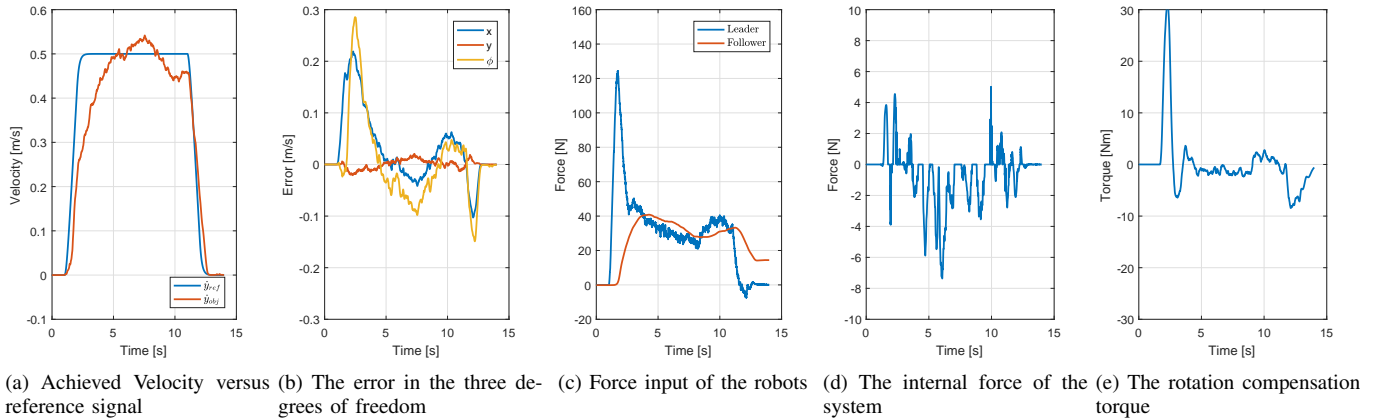 0.6
0.5
0.4
0.3
0.2
0.1
0
-0.1
Velocity [m/s]
0
5
10
15
Time [s]
ẏref
ẏobj
0.3
0.2
0.1
0
-0.1
-0.2
-0.3
Error [m/s]
0
5
10
15
Time [s]
x
y
ϕ
160
140
120
100
80
60
40
20
0
-20
Force [N]
0
5
10
15
Time [s]
Leader
Follower
10
8
6
4
2
0
-2
-4
-6
-8
-10
Force [N]
0
5
10
15
Time [s]
30
20
10
0
-10
-20
-30
Torque [Nm]
0
5
10
15
Time [s]
(a) Achieved Velocity versus
reference signal
(b) The error in the three de-
grees of freedom
(c) Force input of the robots
(d) The internal force of the
system
(e) The rotation compensation
torque